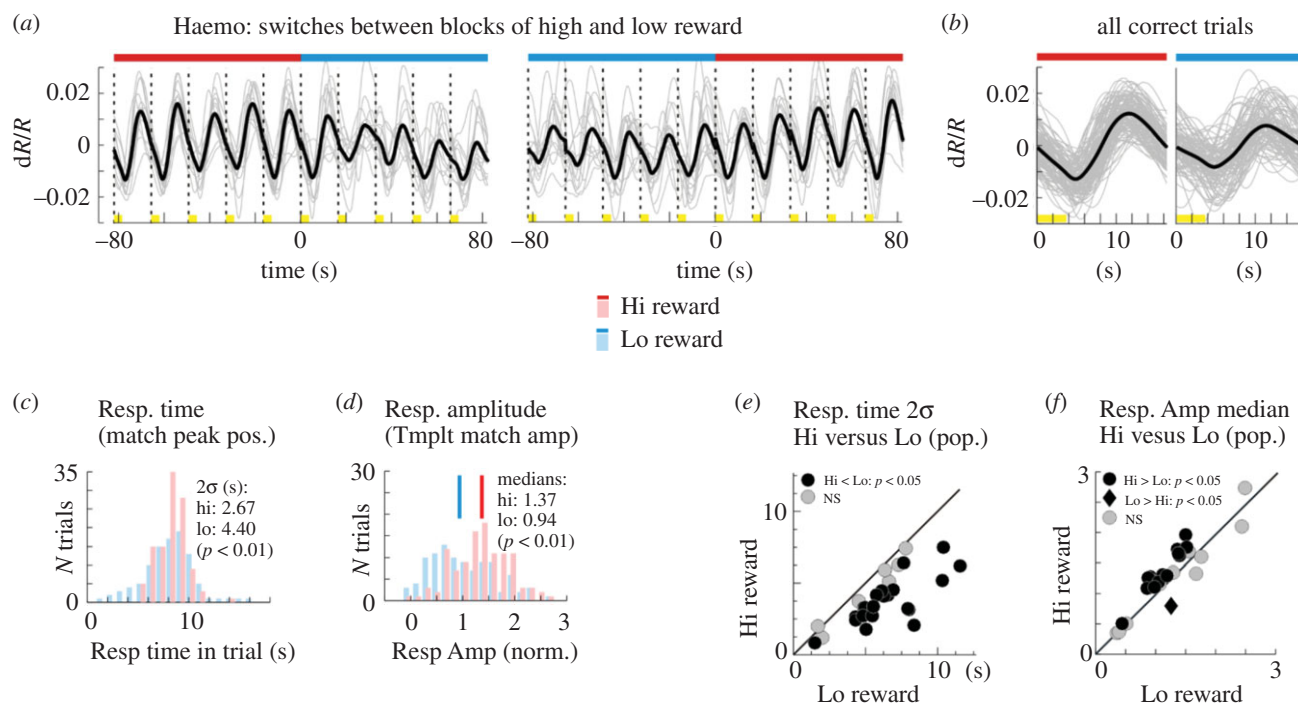 (a) Haemo: switches between blocks of high and low reward
dR/R
0.02
0
–0.02
–80 0 80
time (s)
–80 0 80
time (s)
(b) all correct trials
dR/R
0.02
0
–0.02
0 10
(s)
0 10
(s)
Hi reward
Lo reward
(c) Resp. time
(match peak pos.)
N trials
35
0
2σ (s):
hi: 2.67
lo: 4.40
(p < 0.01)
0 10
Resp time in trial (s)
(d) Resp. amplitude
(Tmplt match amp)
N trials
30
0
medians:
hi: 1.37
lo: 0.94
(p < 0.01)
0 1 2 3
Resp Amp (norm.)
(e) Resp. time 2σ
Hi versus Lo (pop.)
Hi reward
10
0
Hi < Lo: p < 0.05
NS
0 10 (s)
Lo reward
(f) Resp. Amp median
Hi vesus Lo (pop.)
Hi reward
3
0
Hi > Lo: p < 0.05
Lo > Hi: p < 0.05
NS
0 3
Lo reward